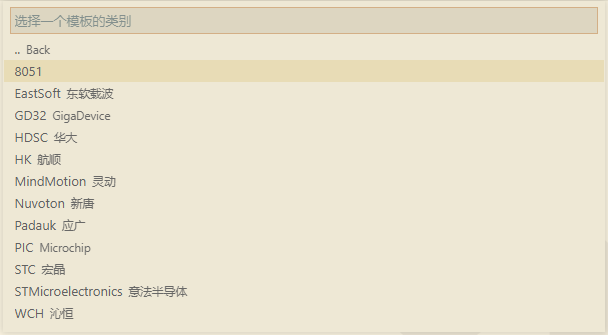 选择一个模板的类别
.. Back
8051
EastSoft 东软载波
GD32 GigaDevice
HDSC 华大
HK 航顺
MindMotion 灵动
Nuvoton 新唐
Padauk 应广
PIC Microchip
STC 宏晶
STMicroelectronics 意法半导体
WCH 沁恒